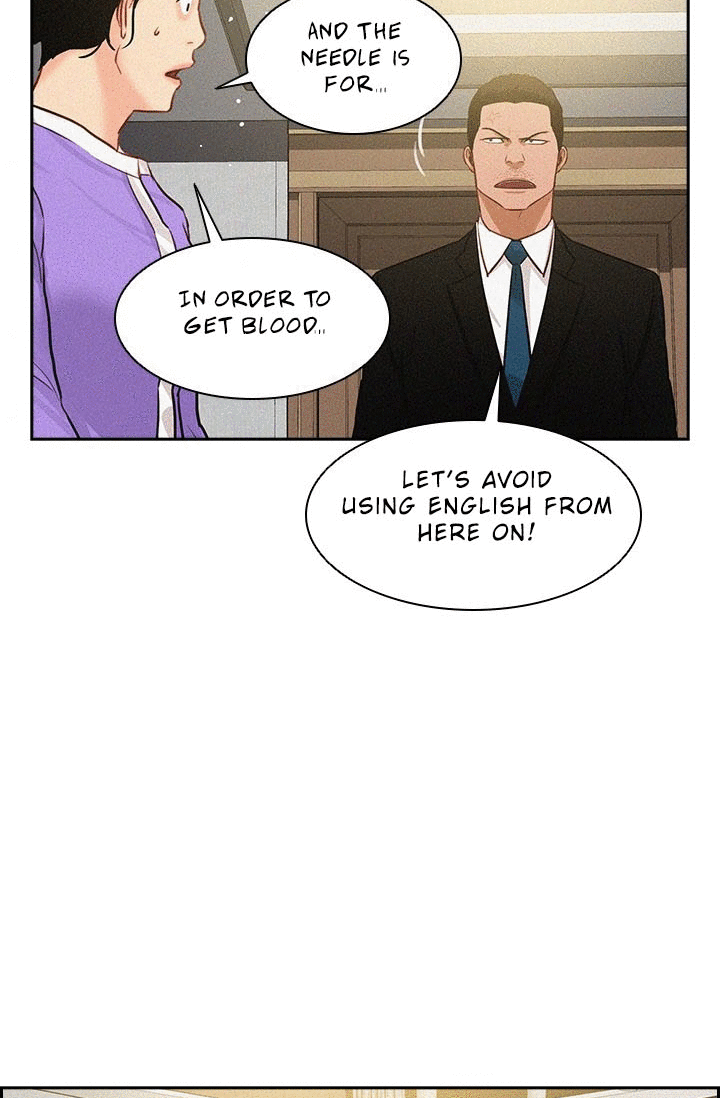 AND THE
NEEDLE IS
FOR...
IN ORDER TO
GET BLOOD..
LET'S AVOID
USING ENGLISH FROM
HERE ON!